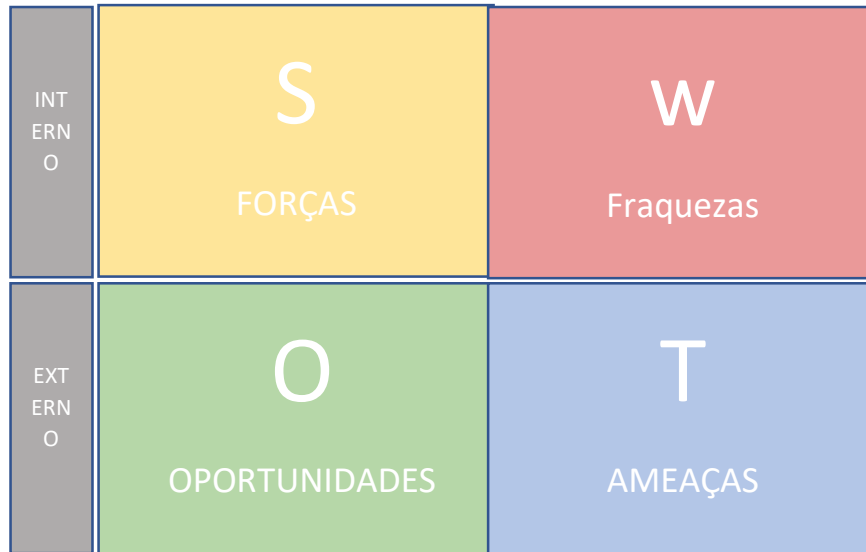 INT
ERN
O
S
FORÇAS
w
Fraquezas
EXT
ERN
O
O
OPORTUNIDADES
T
AMEAÇAS